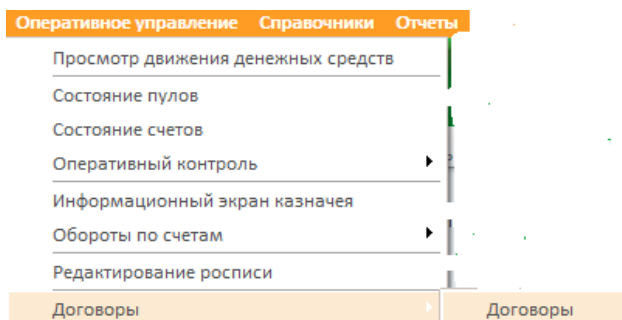 Оперативное управление Справочники Отчеты
Просмотр движения денежных средств
Состояние пулов
Состояние счетов
Оперативный контроль
Информационный экран казначея
Обороты по счетам
Редактирование росписи
Договоры Договоры